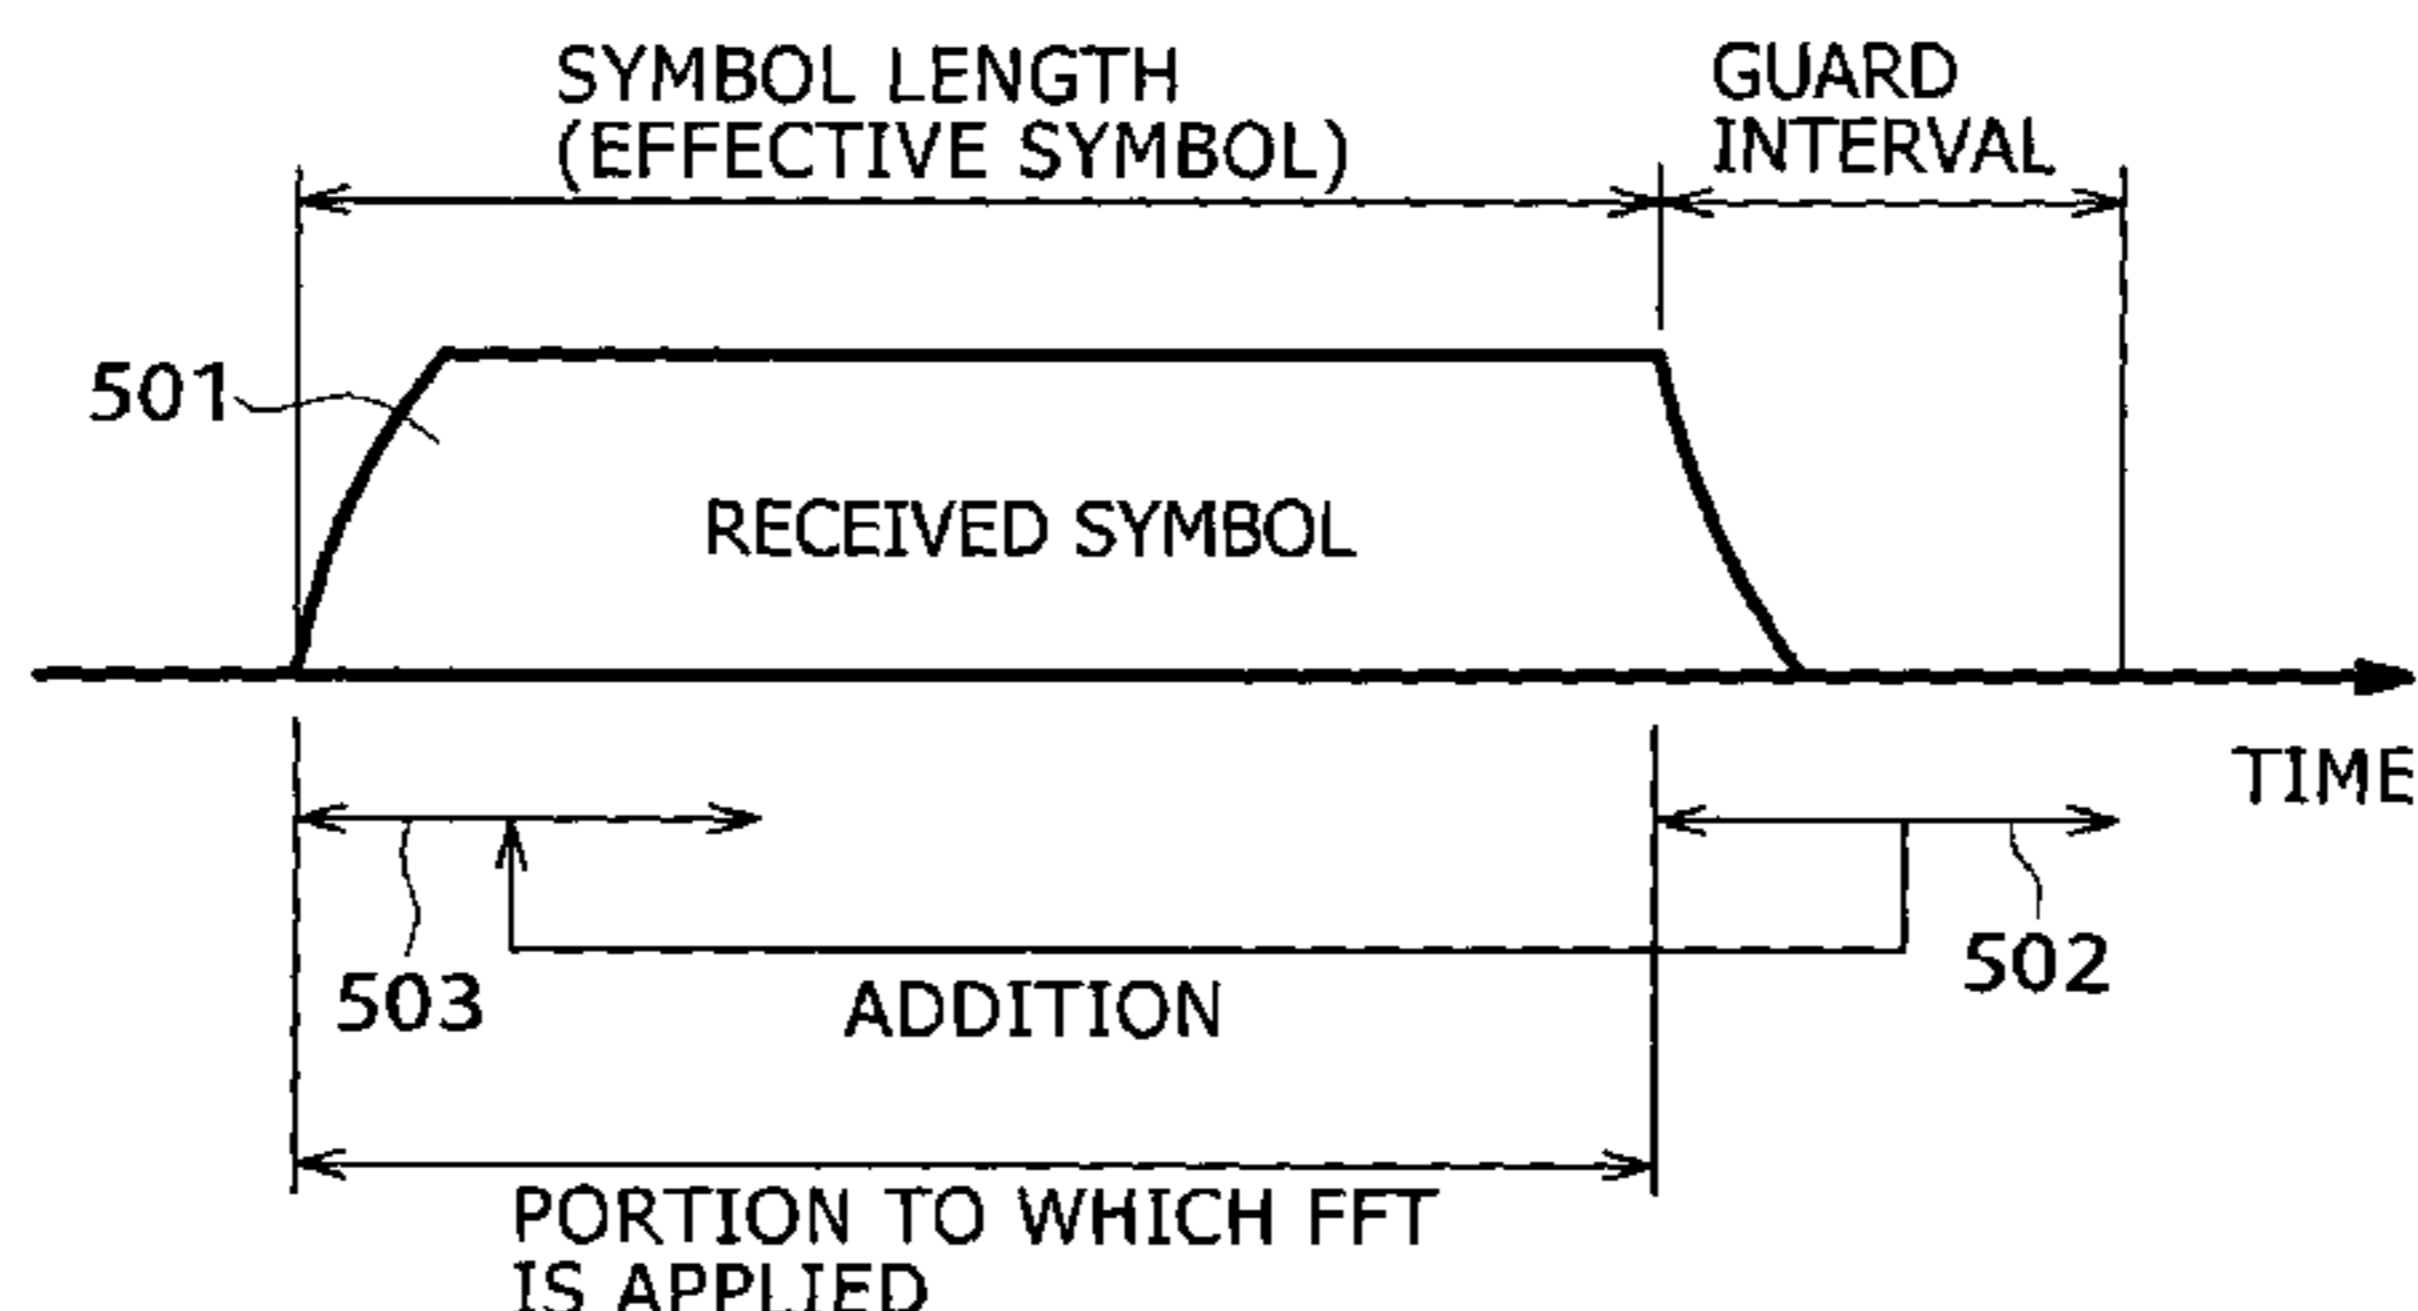 SYMBOL LENGTH
(EFFECTIVE SYMBOL)
GUARD
INTERVAL
501
RECEIVED SYMBOL
TIME
503
502
ADDITION
PORTION TO WHICH FFT
IS APPLIED